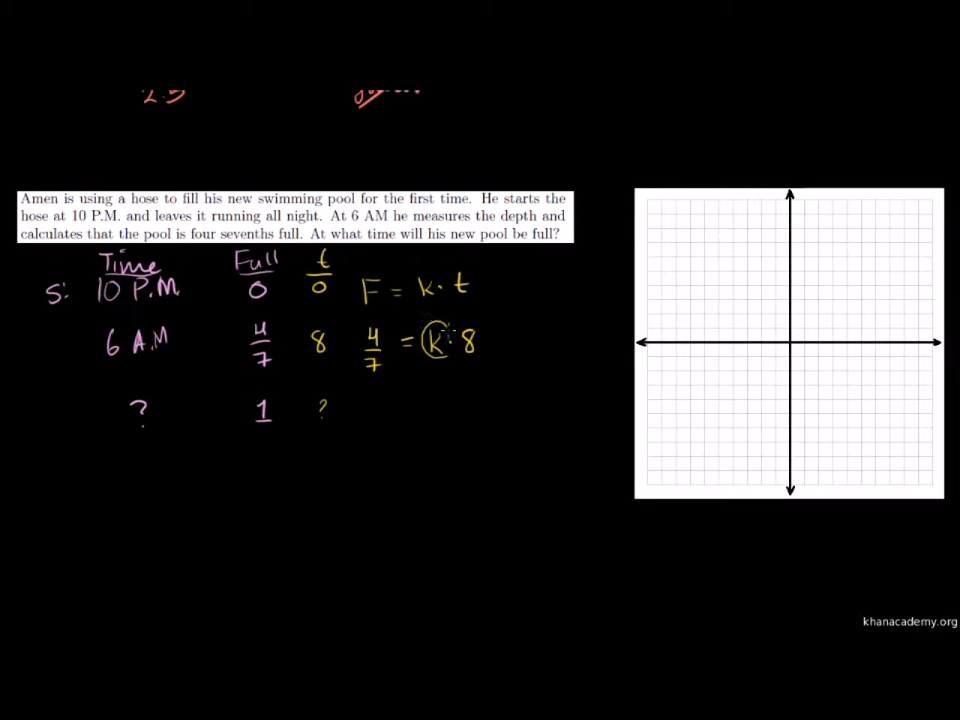 2.5
Amen is using a hose to fill his new swimming pool for the first time. He starts the
hose at 10 P.M. and leaves it running all night. At 6 AM he measures the depth and
calculates that the pool is four sevenths full. At what time will his new pool be full?
Time Full t
S: 10 P.M. 0 0 F = k · t
6 A.M 4/7 8 4/7 = k · 8
? 1 ?
khanacademy.org